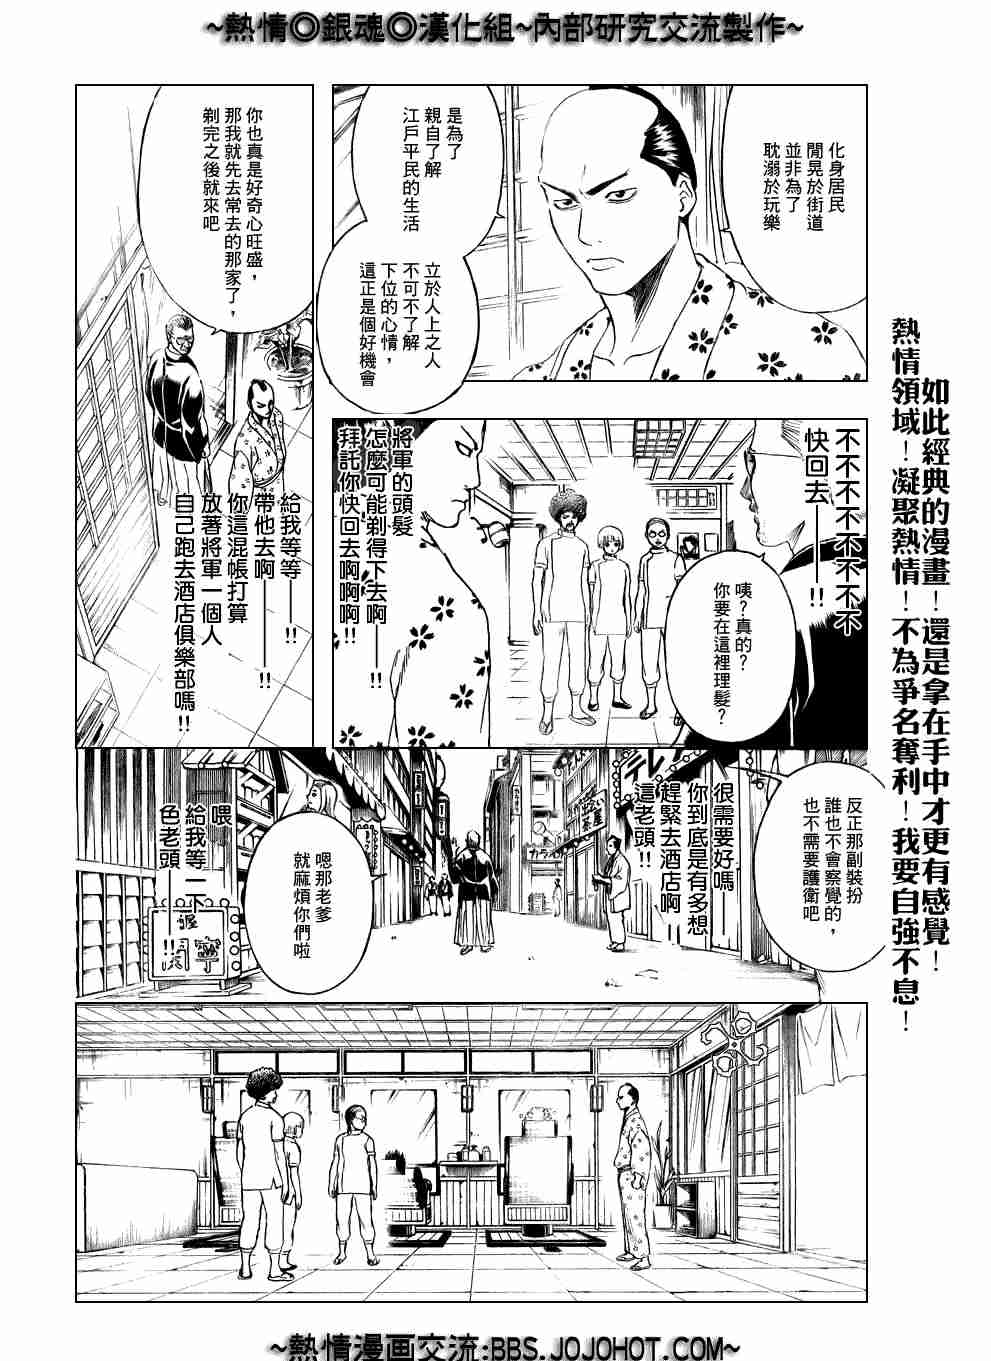 ~熱情◎銀魂◎漢化組~內部研究交流製作~
化身居民
閒晃於街道
並非為了
耽溺於玩樂
是為了
親自了解
江戶平民的生活
立於人上之人
不可不了解
下位的心情，
這正是個好機會
你也真是好奇心旺盛，
那我就先去常去的那家了，
剃完之後就來吧
不不不不不不不
快回去——!!
咦?真的?
你要在這裡理髮?
將軍的頭髮
怎麼可能剃得下去啊——
拜託你快回去啊啊啊!!
給我等等——!!
帶他去啊——
你這混帳打算——!!
放著將軍一個人
自己跑去酒店俱樂部嗎!!
反正那副裝扮
誰也不會察覺的，
也不需要護衛吧
很需要好嗎——
你到底是有多想
趕緊去酒店啊
這老頭!!
嗯那老爹
就麻煩你們啦
喂
給我等一下
色老頭——!!
カラ
屋
如此經典的漫畫！還是拿在手中才更有感覺！
熱情領域！凝聚熱情！不為爭名奪利！我要自強不息！
~熱情漫画交流:BBS.JOJOHOT.COM~